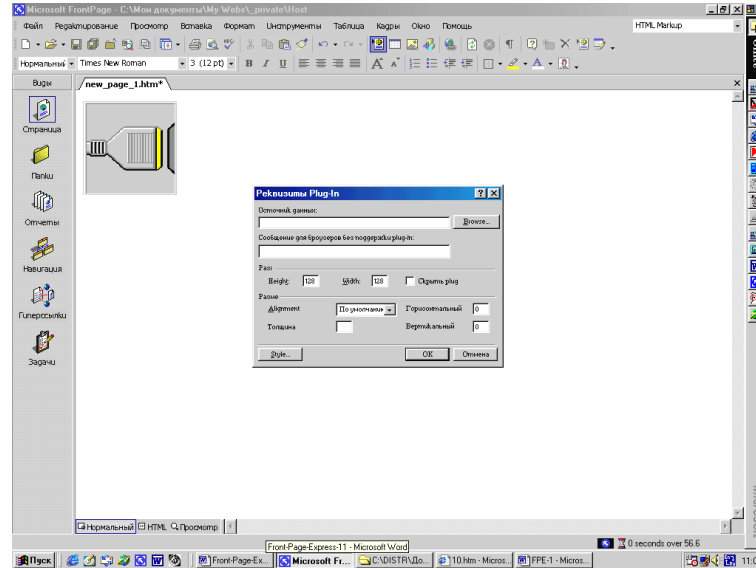 Microsoft FrontPage - C:\Мои документы\My Webs\_private\Host
Файл Редактирование Просмотр Вставка Формат Инструменты Таблица Кадры Окно Помощь
HTML Markup
Нормальный Times New Roman 3 (12 pt)
Виды
new_page_1.htm*
Страница
Папки
Отчеты
Навигация
Гиперссылки
Задачи
Реквизиты Plug-In
Источник данных:
Browse...
Сообщение для броузеров без поддержки plug-in:
Разм
Height: 128 Width: 128 Скрыть plug
Разное
Alignment По умолчанию Горизонтальный 0
Толщина Вертикальный 0
Style... OK Отмена
Нормальный HTML Просмотр
Front-Page-Express-11 - Microsoft Word
0 seconds over 56.6
Пуск Front-Page-Ex... Microsoft Fr... C:\DISTR\До... 10.htm - Micros... FPE-1 - Micros... 11:0